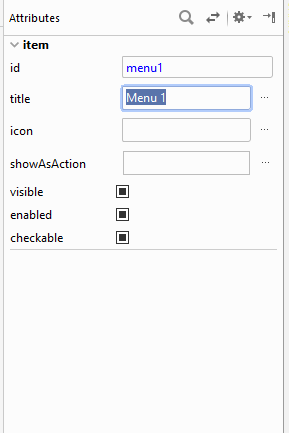 Attributes
item
id menu1
title Menu 1 ...
icon ...
showAsAction ...
visible
enabled
checkable